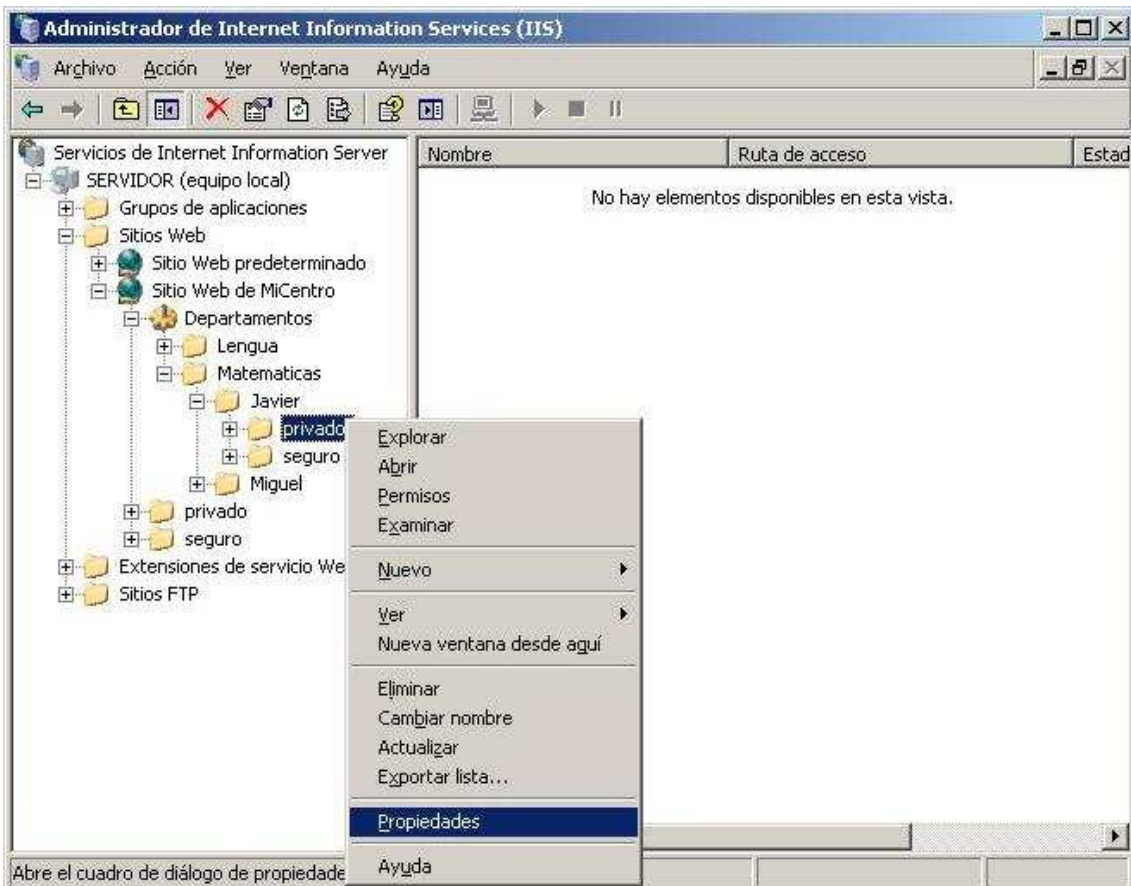 Administrador de Internet Information Services (IIS)
Archivo Acción Ver Ventana Ayuda
Servicios de Internet Information Server
SERVIDOR (equipo local)
Grupos de aplicaciones
Sitios Web
Sitio Web predeterminado
Sitio Web de MiCentro
Departamentos
Lengua
Matematicas
Javier
privado
seguro
Miguel
privado
seguro
Extensiones de servicio We
Sitios FTP
Nombre Ruta de acceso Estad
No hay elementos disponibles en esta vista.
Explorar
Abrir
Permisos
Examinar
Nuevo
Ver
Nueva ventana desde aquí
Eliminar
Cambiar nombre
Actualizar
Exportar lista...
Propiedades
Ayuda
Abre el cuadro de diálogo de propiedade